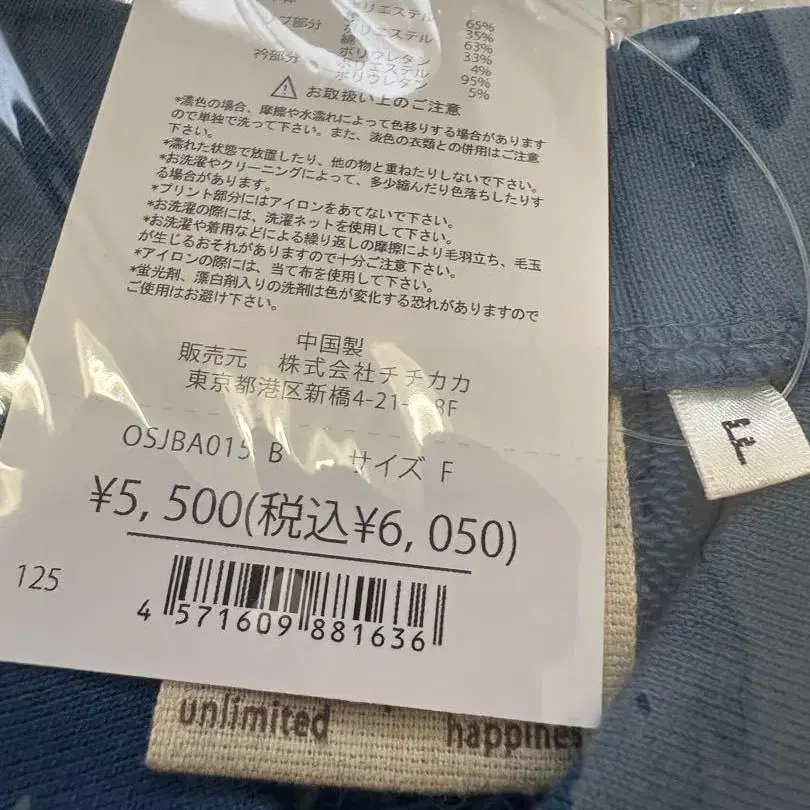 ポリエステル 65%
リブ部分 綿 35%
ポリエステル 63%
33%
ポリウレタン 4%
衿部分 95%
ポリウレタン 5%
お取扱い上のご注意
*濃色の場合、摩擦や水濡れによって色移りする場合があります
ので単独で洗って下さい。また、淡色の衣類との併用はご注意
下さい。
*濡れた状態で放置したり、他の物と重ねたりしないで下さい。
*お洗濯やクリーニングによって、多少縮んだり色落ちしたりす
る場合があります。
*プリント部分にはアイロンをあてないで下さい。
*お洗濯の際には、洗濯ネットを使用して下さい。
*お洗濯や着用などによる繰り返しの摩擦により毛羽立ち、毛玉
が生じるおそれがありますので十分ご注意下さい。
*アイロンの際には、当て布を使用して下さい。
*蛍光剤、漂白剤入りの洗剤は色が変化する恐れがありますので
ご使用はお避け下さい。
中国製
販売元 株式会社チチカカ
東京都港区新橋4-21- 8F
OSJBA015 B サイズ F
¥5,500(税込¥6,050)
125
4 571609 881636
F
unlimited happines